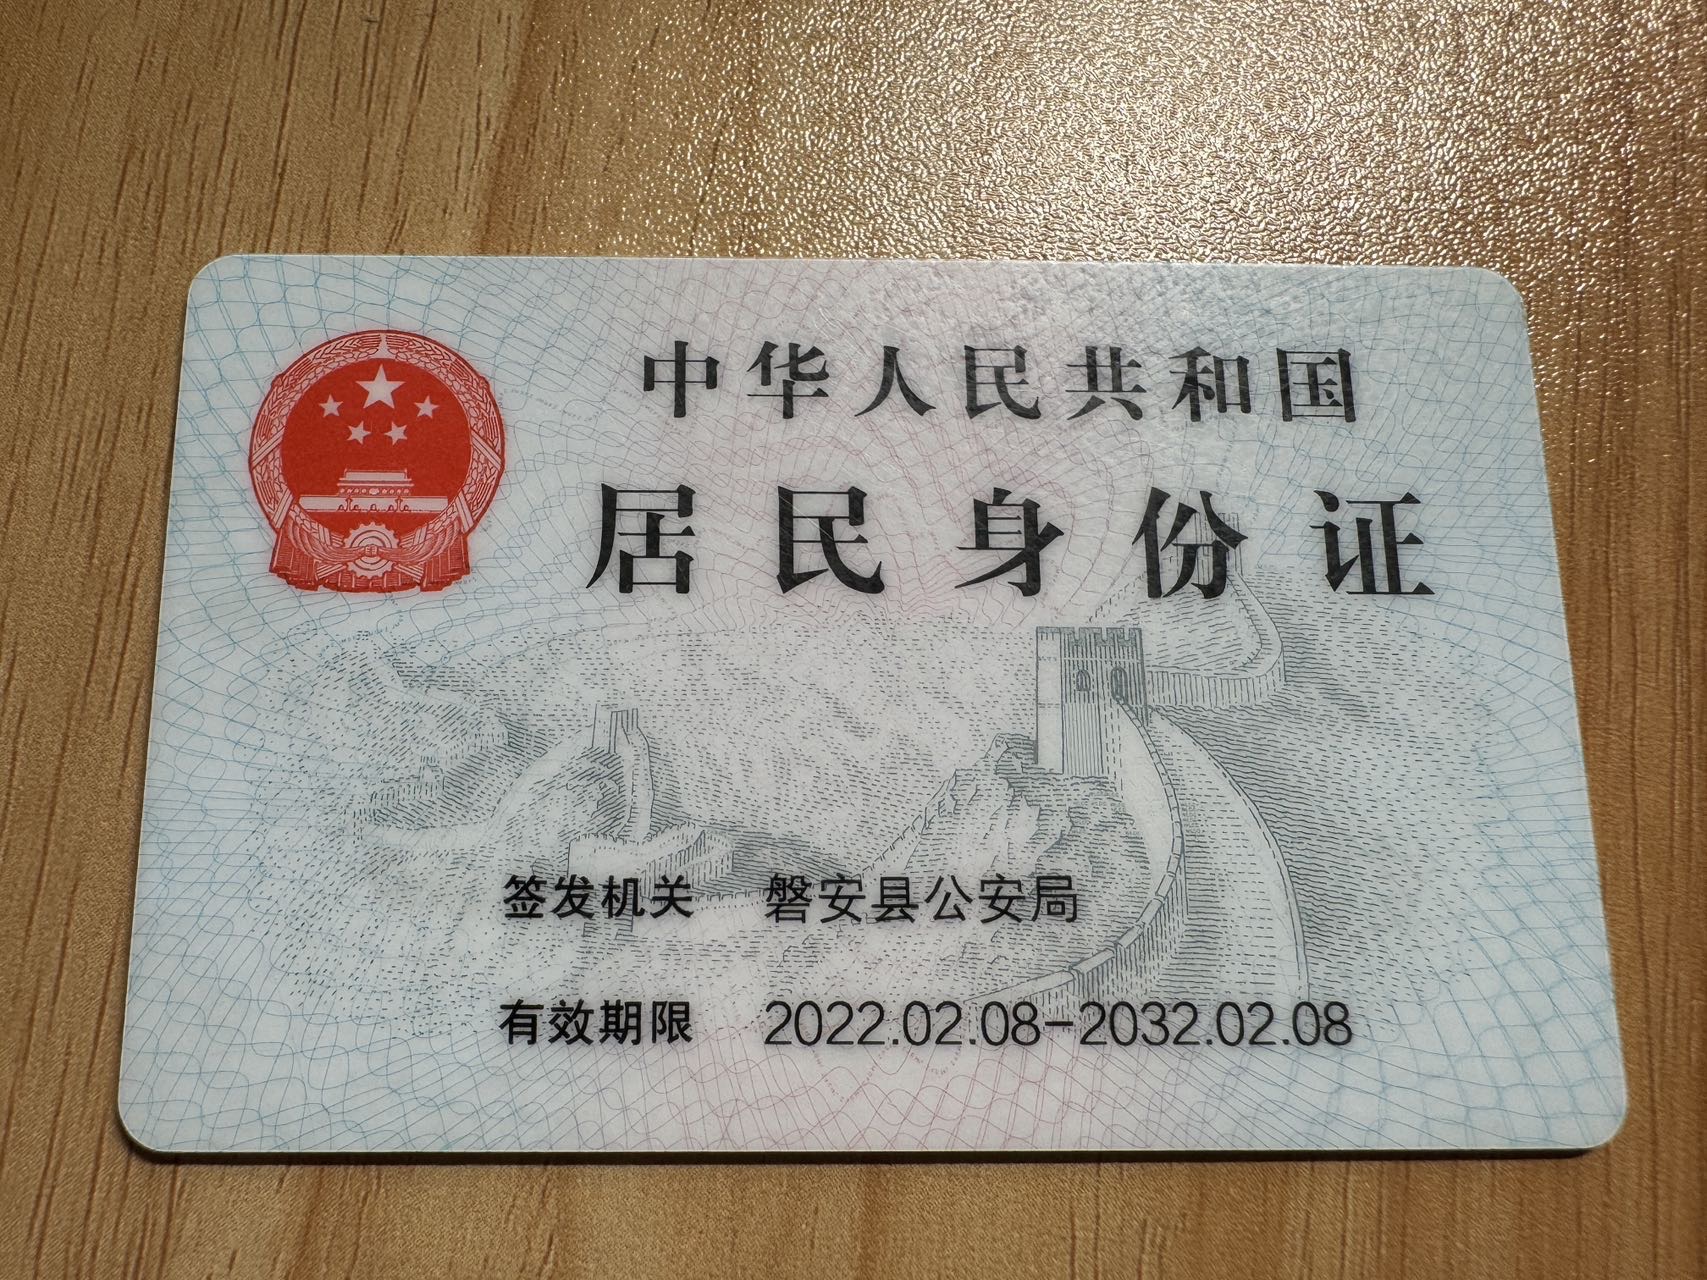 中华人民共和国
居民身份证
签发机关 磐安县公安局
有效期限 2022.02.08-2032.02.08